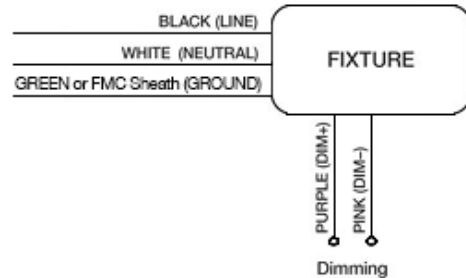 BLACK (LINE)
WHITE (NEUTRAL)
GREEN or FMC Sheath (GROUND)
FIXTURE
PURPLE (DIM+)
PINK (DIM−)
Dimming